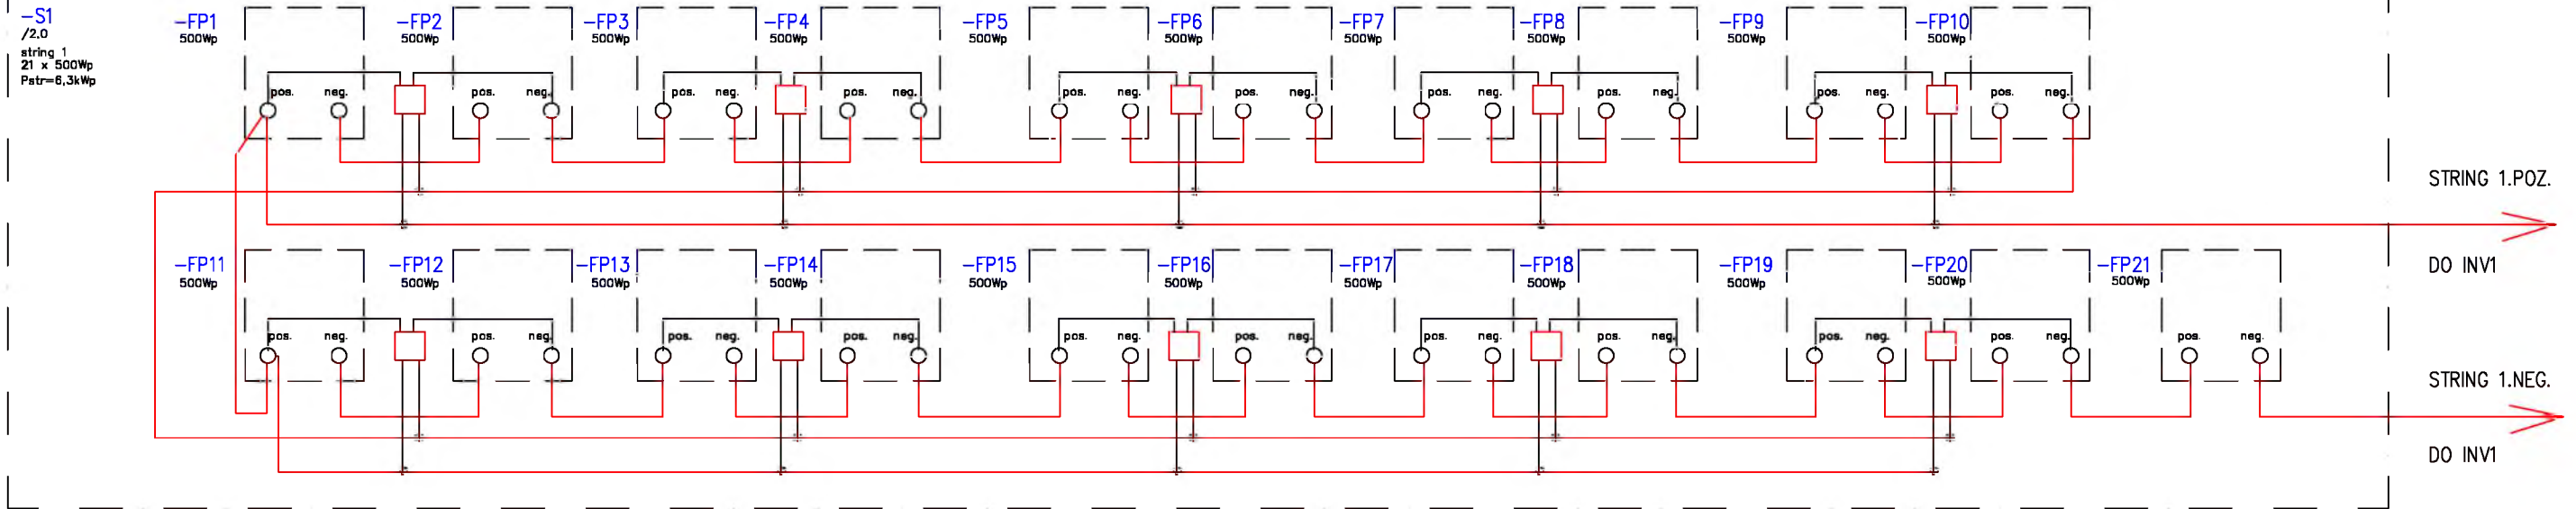 -S1
/2.0
string 1
21 x 500Wp
Pstr=6,3kWp
-FP1
500Wp
-FP2
500Wp
-FP3
500Wp
-FP4
500Wp
-FP5
500Wp
-FP6
500Wp
-FP7
500Wp
-FP8
500Wp
-FP9
500Wp
-FP10
500Wp
pos. neg. pos. neg. pos. neg. pos. neg. pos. neg. pos. neg. pos. neg. pos. neg. pos. neg. pos. neg.
STRING 1.POZ.
DO INV1
-FP11
500Wp
-FP12
500Wp
-FP13
500Wp
-FP14
500Wp
-FP15
500Wp
-FP16
500Wp
-FP17
500Wp
-FP18
500Wp
-FP19
500Wp
-FP20
500Wp
-FP21
500Wp
pos. neg. pos. neg. pos. neg. pos. neg. pos. neg. pos. neg. pos. neg. pos. neg. pos. neg. pos. neg. pos. neg.
STRING 1.NEG.
DO INV1